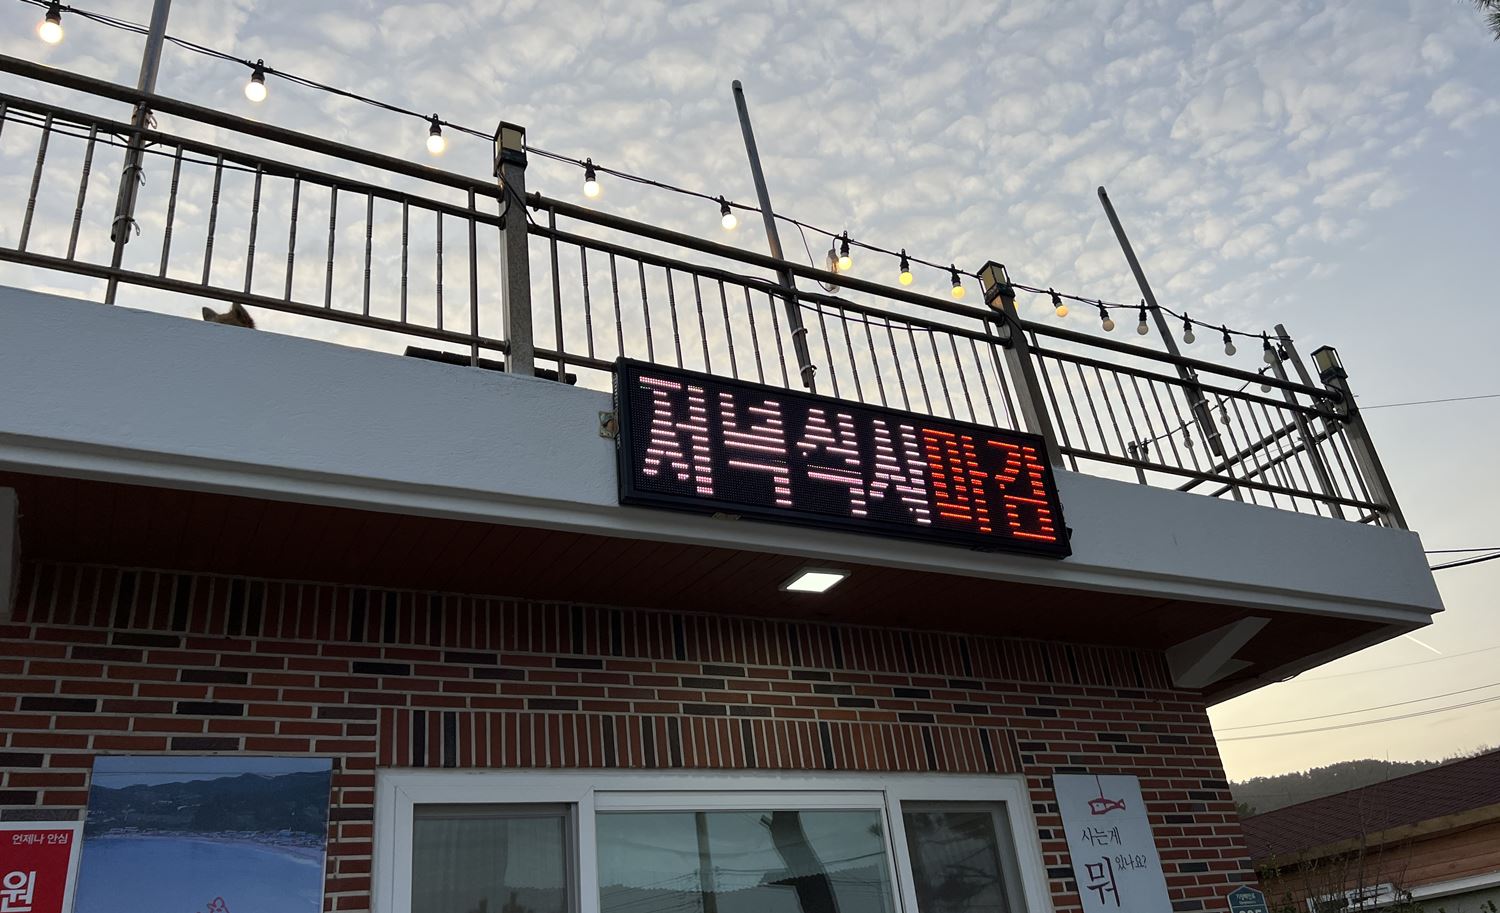 저녁식사마감
언제나 안심
원
사는게
뭐 있나요?